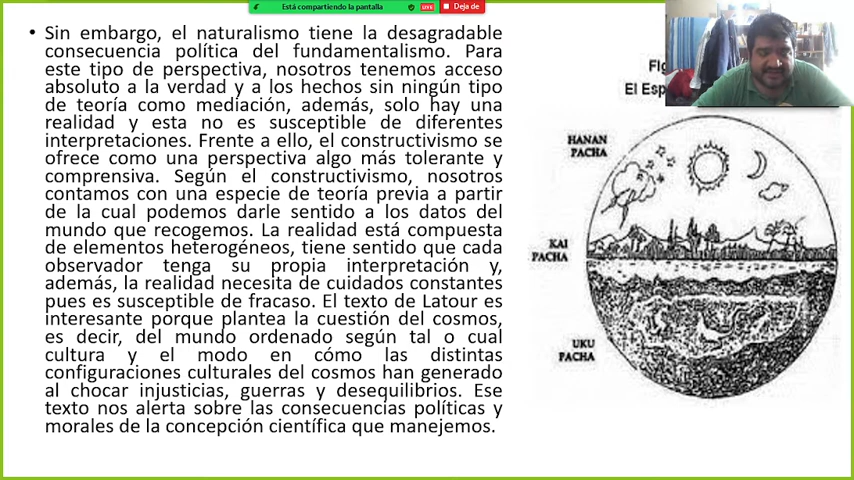 Está compartiendo la pantalla
LIVE
Deja de
• Sin embargo, el naturalismo tiene la desagradable
consecuencia política del fundamentalismo. Para
este tipo de perspectiva, nosotros tenemos acceso
absoluto a la verdad y a los hechos sin ningún tipo
de teoría como mediación, además, solo hay una
realidad y esta no es susceptible de diferentes
interpretaciones. Frente a ello, el constructivismo se
ofrece como una perspectiva algo más tolerante y
comprensiva. Según el constructivismo, nosotros
contamos con una especie de teoría previa a partir
de la cual podemos darle sentido a los datos del
mundo que recogemos. La realidad está compuesta
de elementos heterogéneos, tiene sentido que cada
observador tenga su propia interpretación y,
además, la realidad necesita de cuidados constantes
pues es susceptible de fracaso. El texto de Latour es
interesante porque plantea la cuestión del cosmos,
es decir, del mundo ordenado según tal o cual
cultura y el modo en cómo las distintas
configuraciones culturales del cosmos han generado
al chocar injusticias, guerras y desequilibrios. Ese
texto nos alerta sobre las consecuencias políticas y
morales de la concepción científica que manejemos.
El Esp
HANAN
PACHA
KAI
PACHA
UKU
PACHA